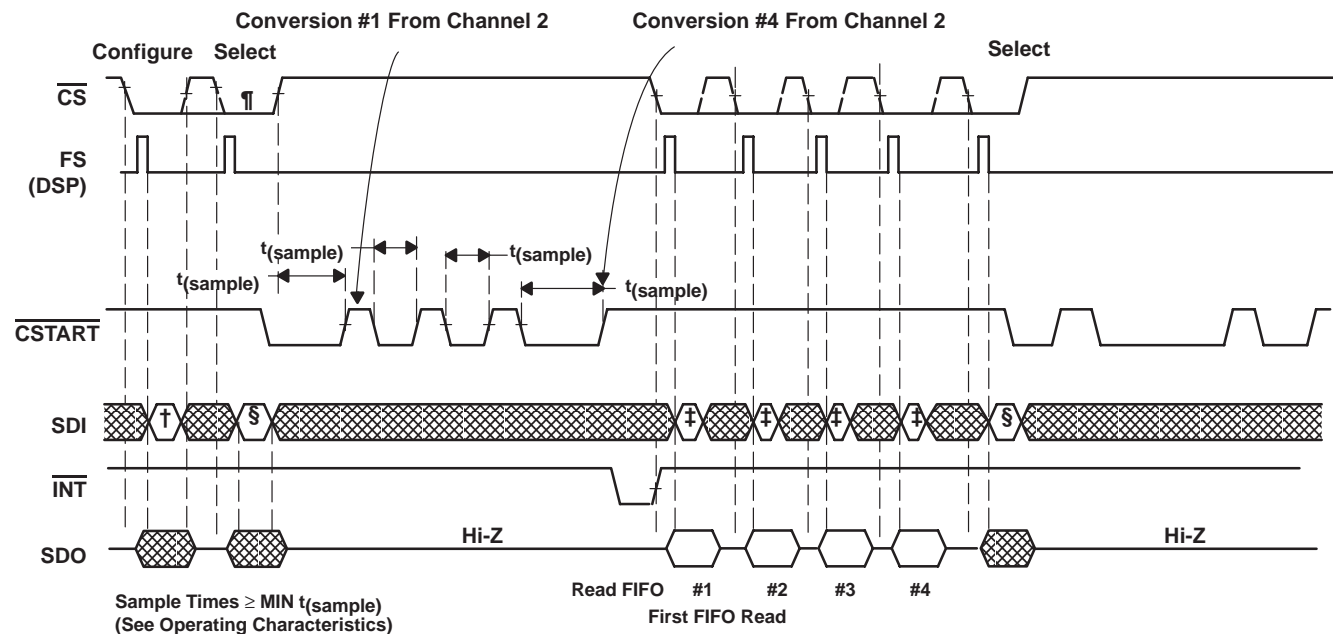 Conversion #1 From Channel 2
Conversion #4 From Channel 2
Configure
Select
Select
CS
¶
FS
(DSP)
t(sample)
t(sample)
t(sample)
t(sample)
CSTART
SDI
†
§
‡
‡
‡
‡
§
INT
SDO
Hi-Z
Hi-Z
Read FIFO
#1
#2
#3
#4
First FIFO Read
Sample Times ≥ MIN t(sample)
(See Operating Characteristics)